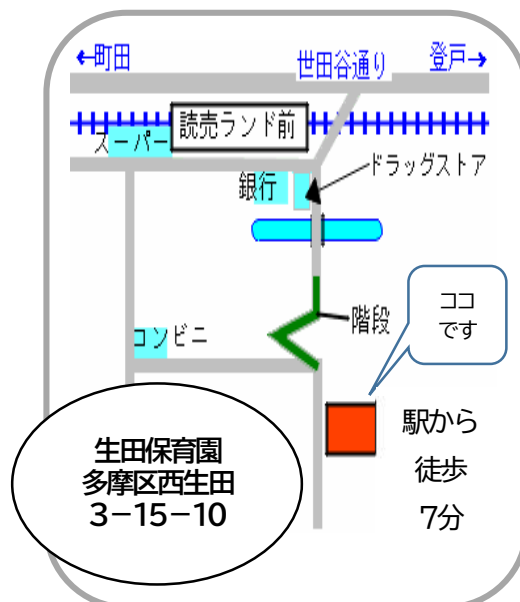 ←町田
世田谷通り
登戸→
読売ランド前
スーパー
ドラッグストア
銀行
ココ
です
階段
コンビニ
駅から
徒歩
7分
生田保育園
多摩区西生田
3−15−10